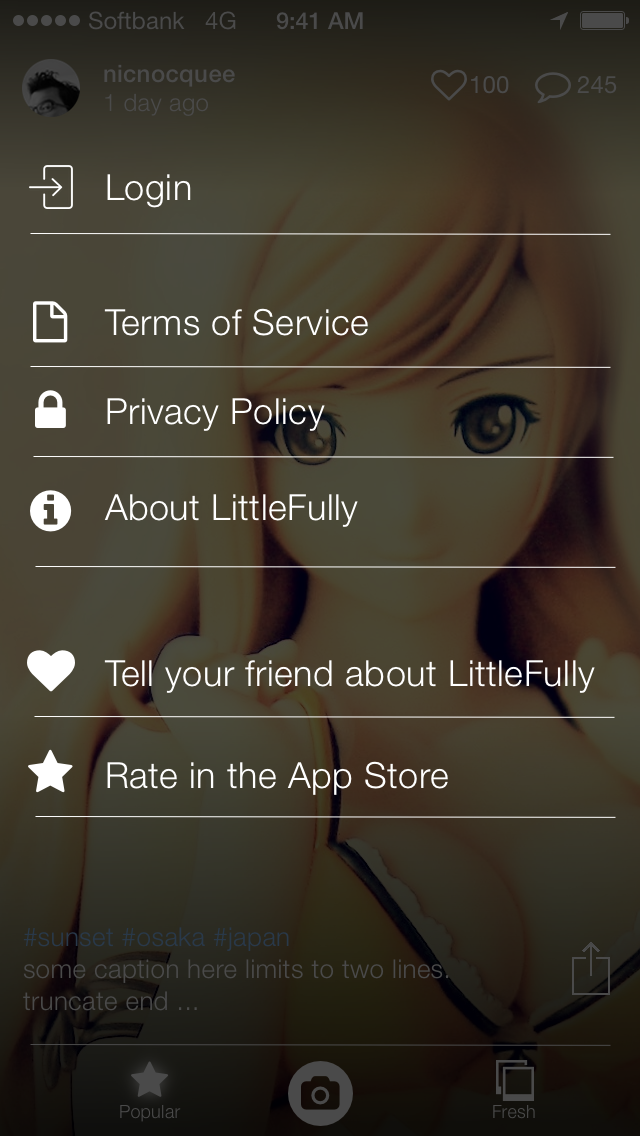 Softbank 4G 9:41 AM
nicnocquee
1 day ago
100 245
Login
Terms of Service
Privacy Policy
About LittleFully
Tell your friend about LittleFully
Rate in the App Store
#sunset #osaka #japan
some caption here limits to two lines.
truncate end ...
Popular Fresh